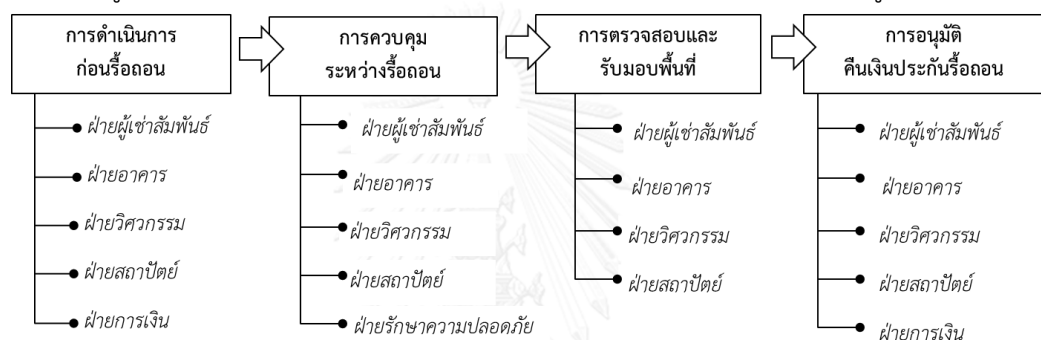 การดำเนินการ
ก่อนรื้อถอน
ฝ่ายผู้เช่าสัมพันธ์
ฝ่ายอาคาร
ฝ่ายวิศวกรรม
ฝ่ายสถาปัตย์
ฝ่ายการเงิน
การควบคุม
ระหว่างรื้อถอน
ฝ่ายผู้เช่าสัมพันธ์
ฝ่ายอาคาร
ฝ่ายวิศวกรรม
ฝ่ายสถาปัตย์
ฝ่ายรักษาความปลอดภัย
การตรวจสอบและ
รับมอบพื้นที่
ฝ่ายผู้เช่าสัมพันธ์
ฝ่ายอาคาร
ฝ่ายวิศวกรรม
ฝ่ายสถาปัตย์
การอนุมัติ
คืนเงินประกันรื้อถอน
ฝ่ายผู้เช่าสัมพันธ์
ฝ่ายอาคาร
ฝ่ายวิศวกรรม
ฝ่ายสถาปัตย์
ฝ่ายการเงิน